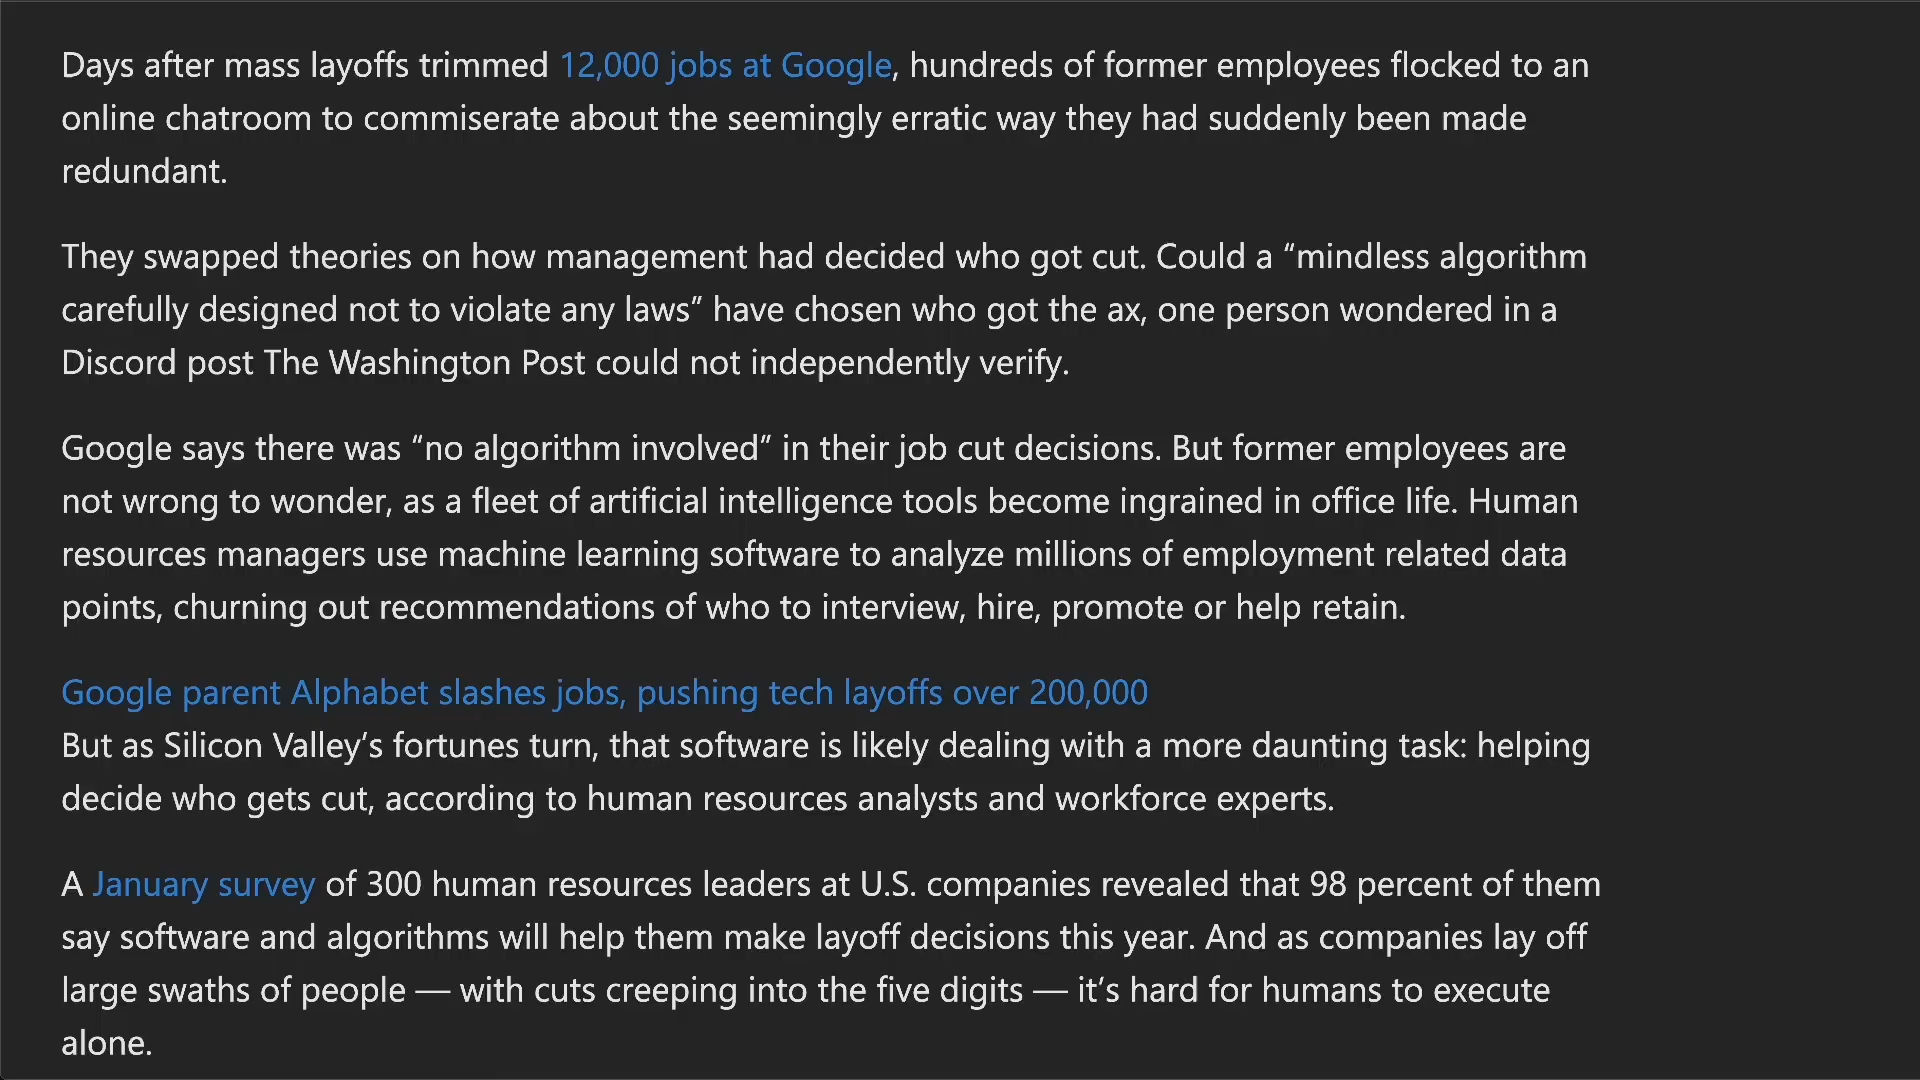 Days after mass layoffs trimmed 12,000 jobs at Google, hundreds of former employees flocked to an
online chatroom to commiserate about the seemingly erratic way they had suddenly been made
redundant.
They swapped theories on how management had decided who got cut. Could a “mindless algorithm
carefully designed not to violate any laws” have chosen who got the ax, one person wondered in a
Discord post The Washington Post could not independently verify.
Google says there was “no algorithm involved” in their job cut decisions. But former employees are
not wrong to wonder, as a fleet of artificial intelligence tools become ingrained in office life. Human
resources managers use machine learning software to analyze millions of employment related data
points, churning out recommendations of who to interview, hire, promote or help retain.
Google parent Alphabet slashes jobs, pushing tech layoffs over 200,000
But as Silicon Valley’s fortunes turn, that software is likely dealing with a more daunting task: helping
decide who gets cut, according to human resources analysts and workforce experts.
A January survey of 300 human resources leaders at U.S. companies revealed that 98 percent of them
say software and algorithms will help them make layoff decisions this year. And as companies lay off
large swaths of people — with cuts creeping into the five digits — it’s hard for humans to execute
alone.